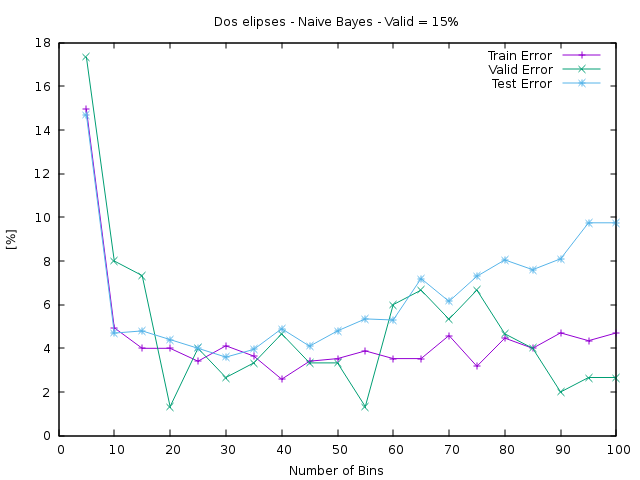 Dos elipses - Naive Bayes - Valid = 15%
18
16
14
12
10
8
6
4
2
0
[%]
Train Error
Valid Error
Test Error
0 10 20 30 40 50 60 70 80 90 100
Number of Bins